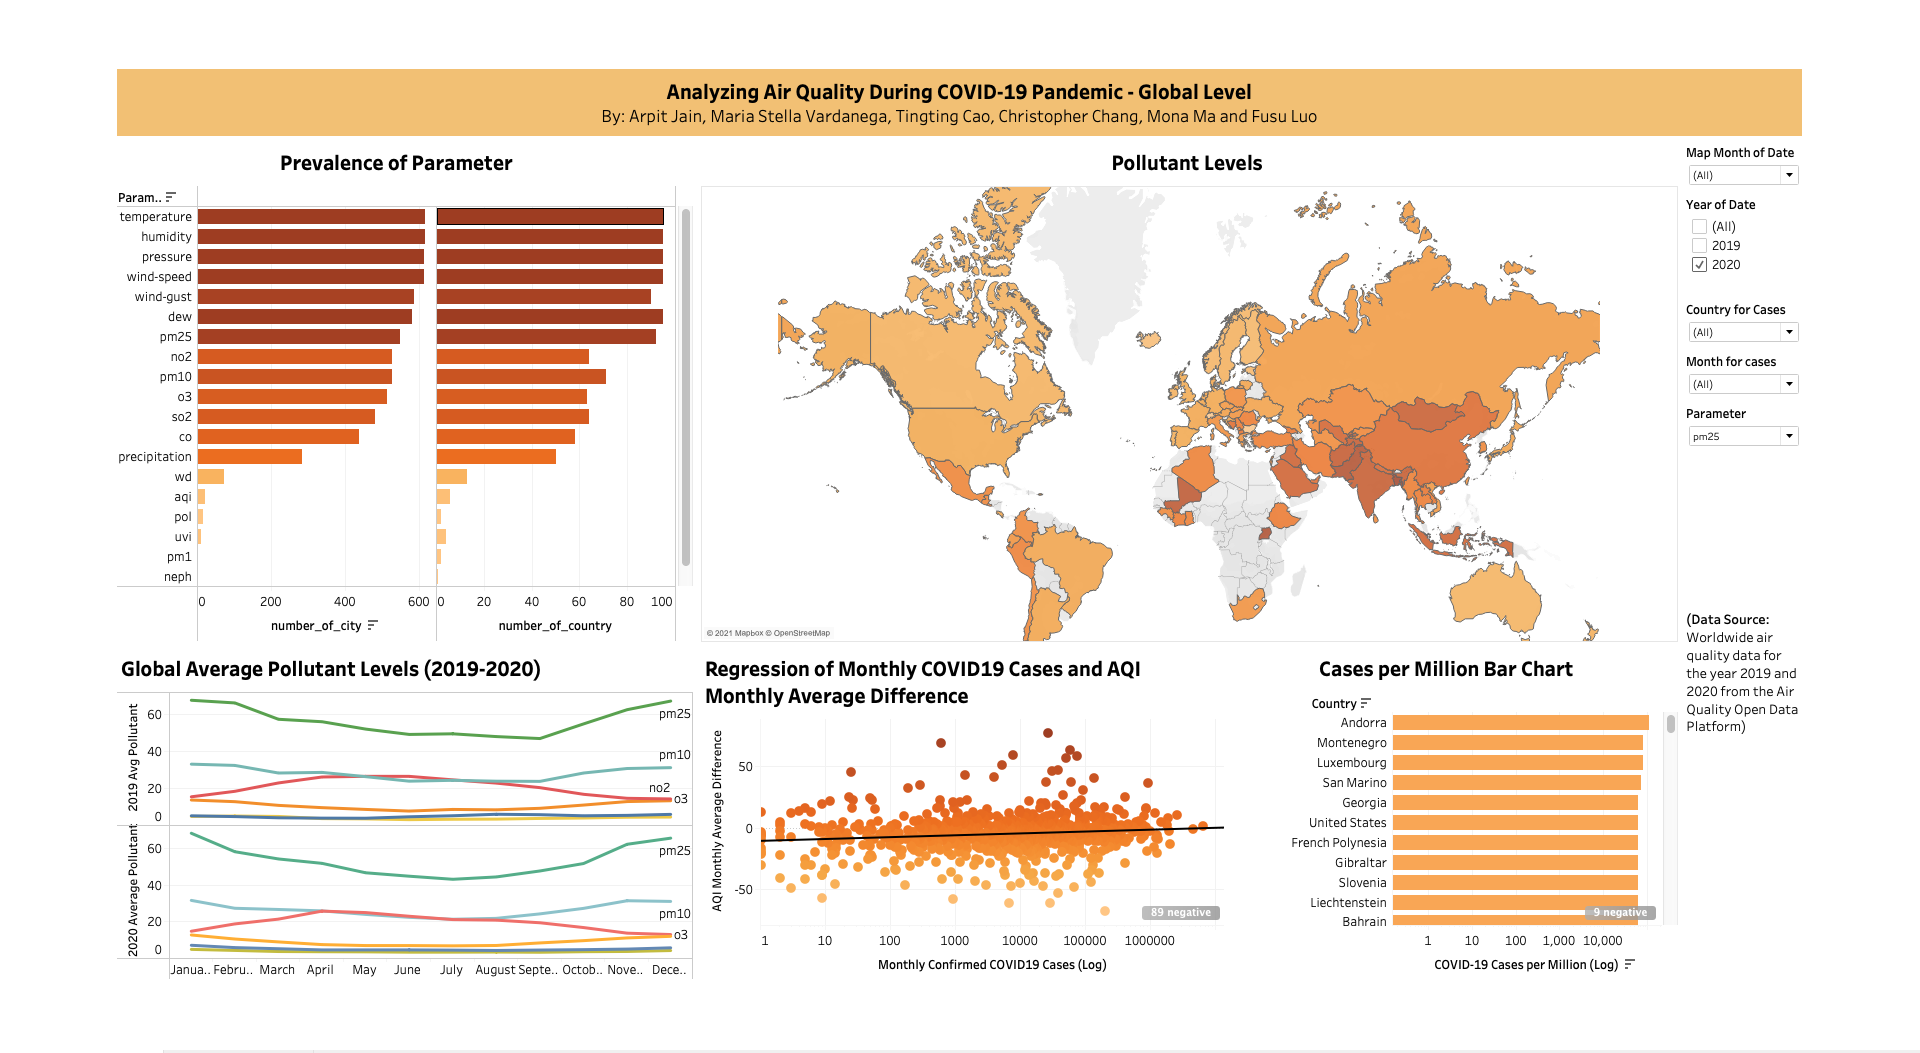 Analyzing Air Quality During COVID-19 Pandemic - Global Level
By: Arpit Jain, Maria Stella Vardanega, Tingting Cao, Christopher Chang, Mona Ma and Fusu Luo
Prevalence of Parameter
Param..
temperature
humidity
pressure
wind-speed
wind-gust
dew
pm25
no2
pm10
o3
so2
co
precipitation
wd
aqi
pol
uvi
pm1
neph
0 200 400 600 0 20 40 60 80 100
number_of_city number_of_country
Pollutant Levels
© 2021 Mapbox © OpenStreetMap
Map Month of Date
(All)
Year of Date
(All)
2019
2020
Country for Cases
(All)
Month for cases
(All)
Parameter
pm25
(Data Source:
Worldwide air
quality data for
the year 2019 and
2020 from the Air
Quality Open Data
Platform)
Global Average Pollutant Levels (2019-2020)
2019 Avg Pollutant
60
40
20
0
pm25
pm10
no2
o3
2020 Average Pollutant
60
40
20
0
pm25
pm10
o3
Janua.. Febru.. March April May June July August Septe.. Octob.. Nove.. Dece..
Regression of Monthly COVID19 Cases and AQI
Monthly Average Difference
AQI Monthly Average Difference
50
0
-50
89 negative
1 10 100 1000 10000 100000 1000000
Monthly Confirmed COVID19 Cases (Log)
Cases per Million Bar Chart
Country
Andorra
Montenegro
Luxembourg
San Marino
Georgia
United States
French Polynesia
Gibraltar
Slovenia
Liechtenstein
Bahrain
9 negative
1 10 100 1,000 10,000
COVID-19 Cases per Million (Log)